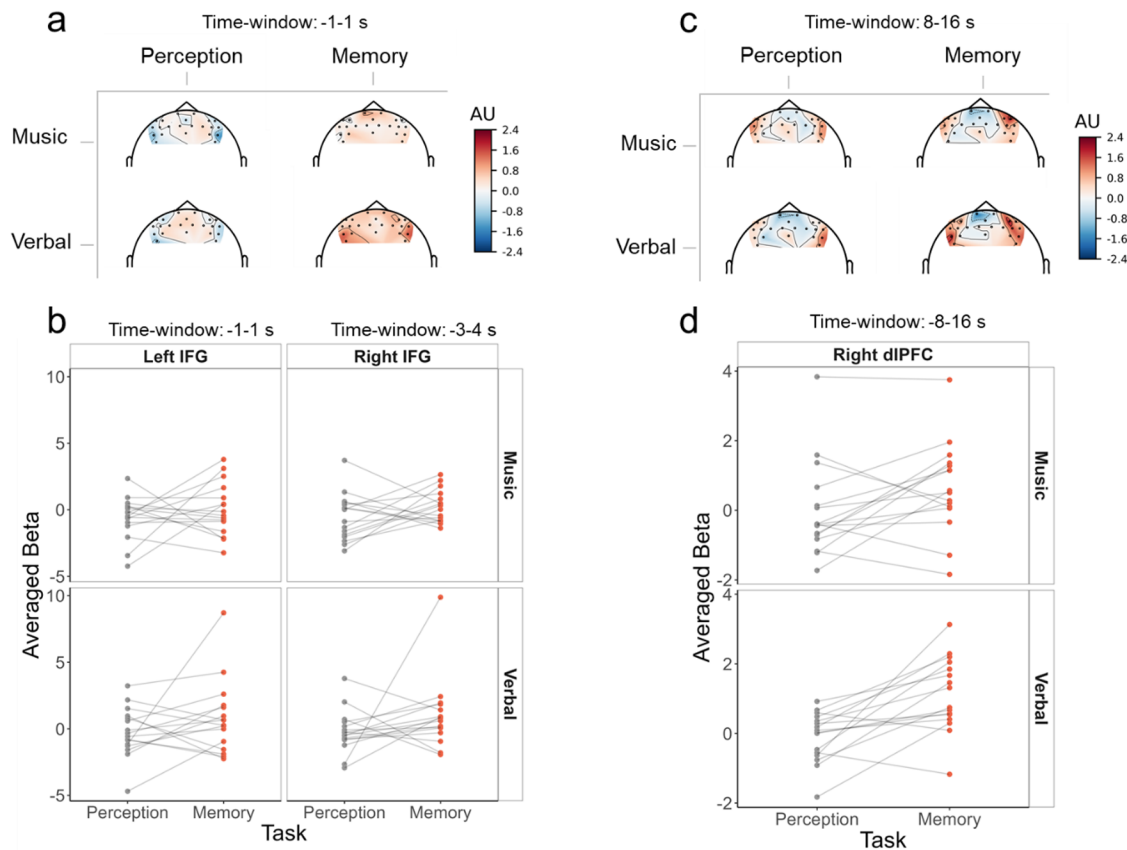 a
Time-window: -1-1 s
Perception Memory
AU
Music
Verbal
2.4
1.6
0.8
0.0
-0.8
-1.6
-2.4
c
Time-window: 8-16 s
Perception Memory
AU
Music
Verbal
2.4
1.6
0.8
0.0
-0.8
-1.6
-2.4
b
Time-window: -1-1 s Time-window: -3-4 s
Left IFG Right IFG
10
5
0
-5
Music
10
5
0
-5
Verbal
Averaged Beta
Perception Memory Perception Memory
Task
d
Time-window: -8-16 s
Right dlPFC
4
2
0
-2
Music
4
2
0
-2
Verbal
Averaged Beta
Perception Memory
Task